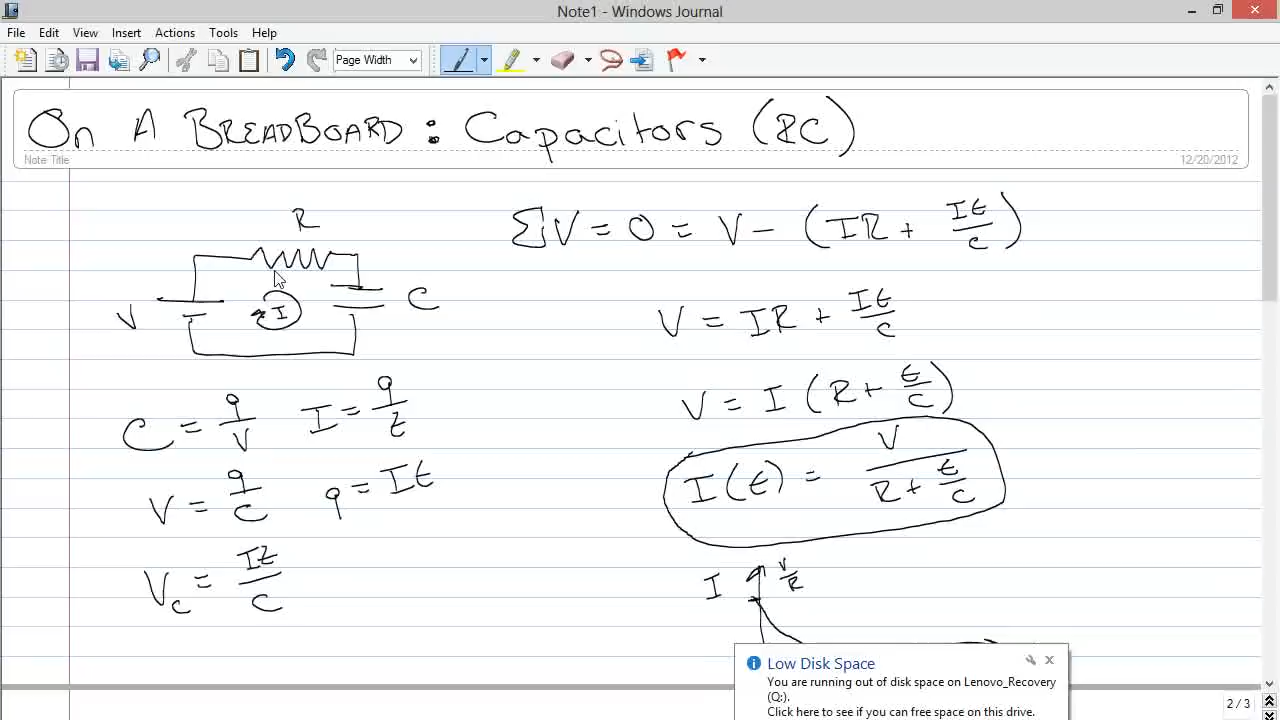 Note1 - Windows Journal
File Edit View Insert Actions Tools Help
Page Width
On A BREADBOARD : Capacitors (RC)
Note Title
12/20/2012
R
V
I
C
ΣV = 0 = V - (IR + It/C)
V = IR + It/C
C = q/V I = q/t
V = I (R + t/C)
V = q/C q = It
I(t) = V/(R + t/C)
Vc = It/C
I V/R
Low Disk Space
You are running out of disk space on Lenovo_Recovery
(Q:).
Click here to see if you can free space on this drive.
2 / 3